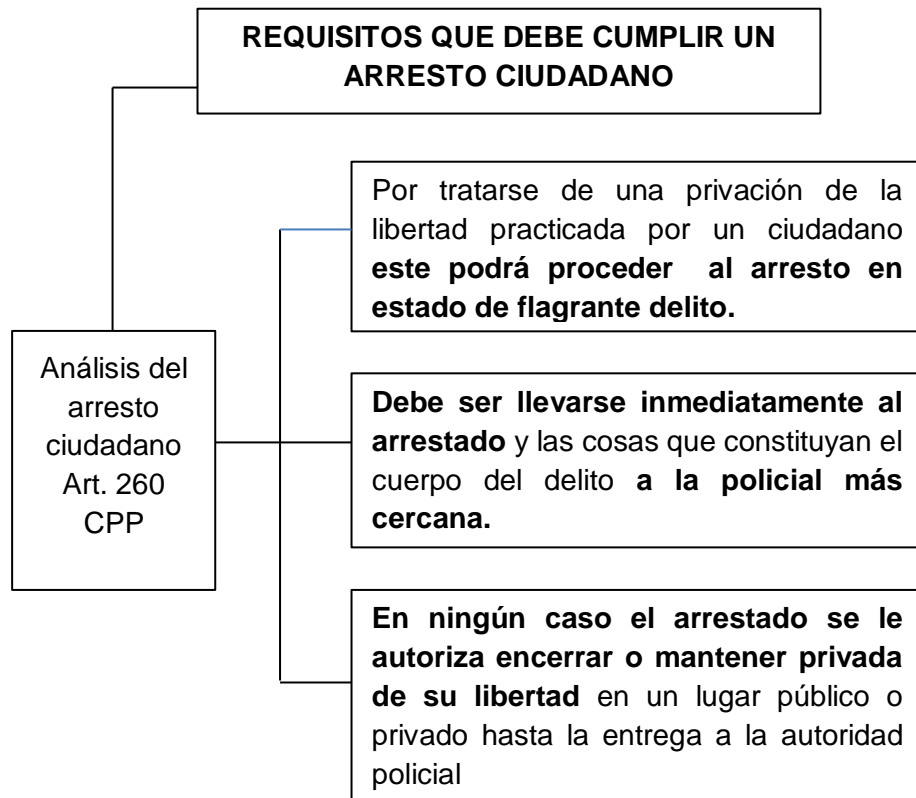 REQUISITOS QUE DEBE CUMPLIR UN
ARRESTO CIUDADANO
Por tratarse de una privación de la
libertad practicada por un ciudadano
este podrá proceder al arresto en
estado de flagrante delito.
Análisis del
arresto
ciudadano
Art. 260
CPP
Debe ser llevarse inmediatamente al
arrestado y las cosas que constituyan el
cuerpo del delito a la policial más
cercana.
En ningún caso el arrestado se le
autoriza encerrar o mantener privada
de su libertad en un lugar público o
privado hasta la entrega a la autoridad
policial